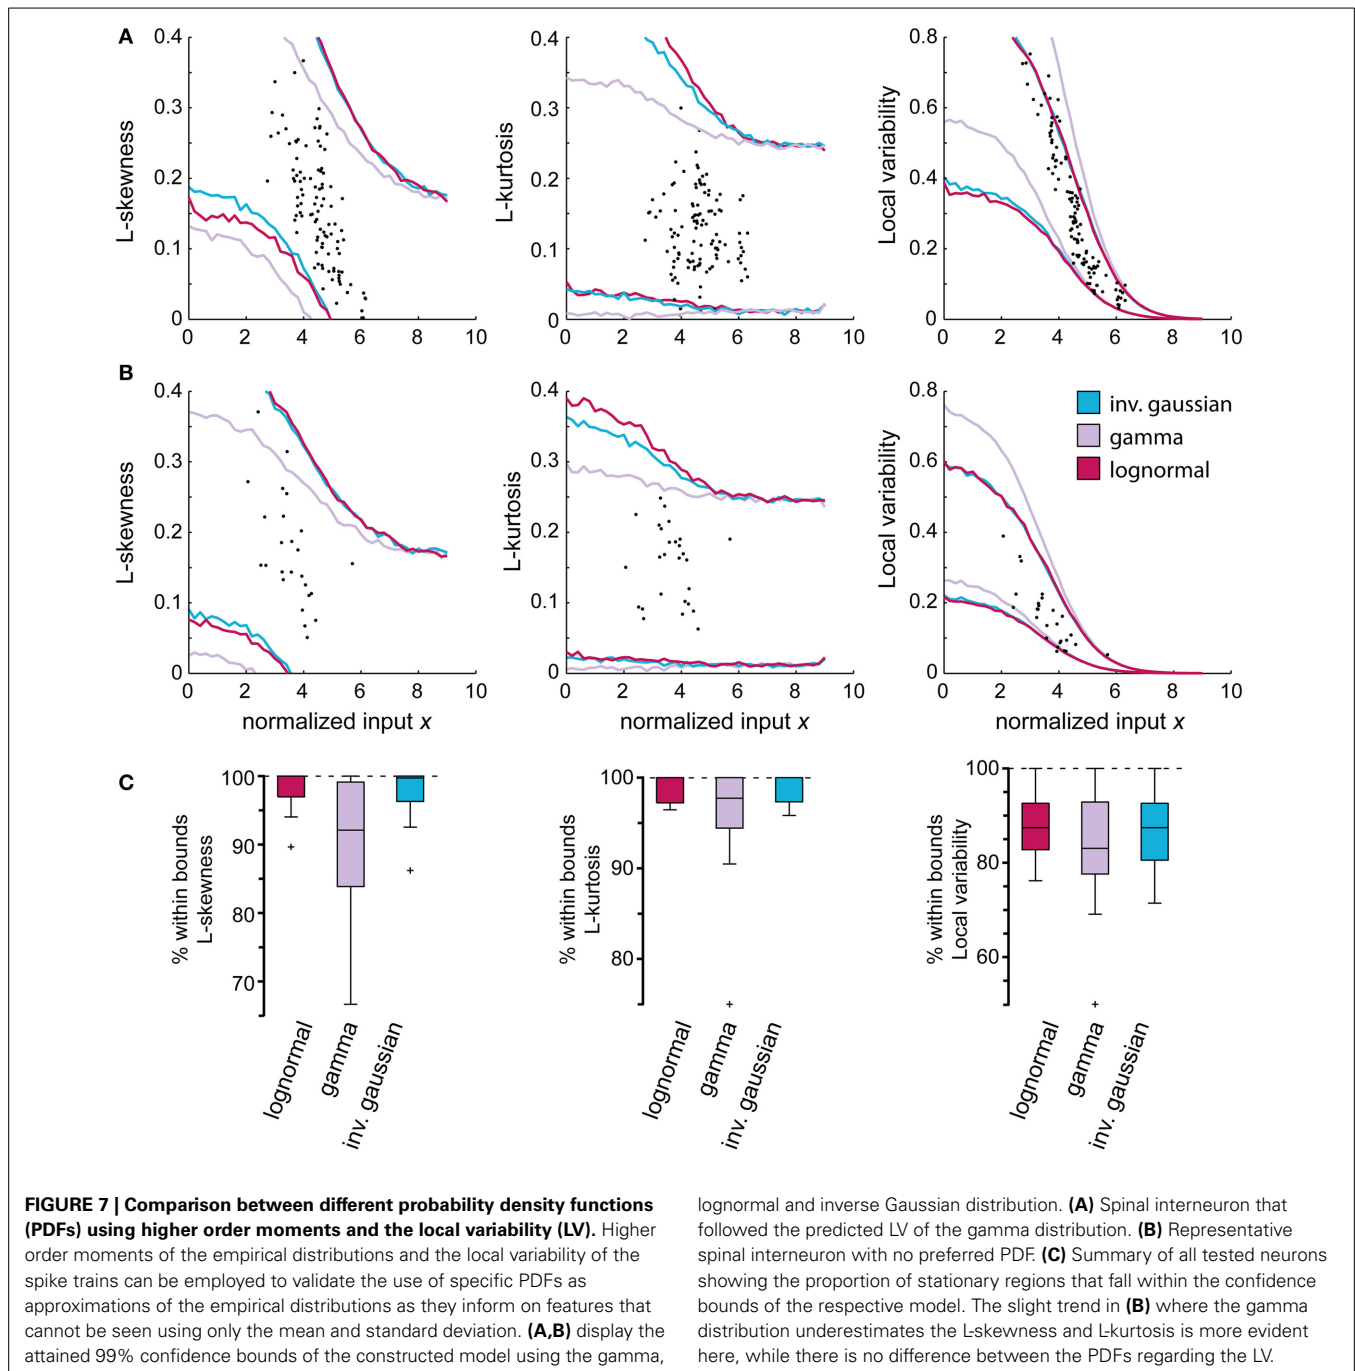 A
0.4
0.3
0.2
0.1
0
L-skewness
0 2 4 6 8 10
0.4
0.3
0.2
0.1
0
L-kurtosis
0 2 4 6 8 10
0.8
0.6
0.4
0.2
0
Local variability
0 2 4 6 8 10
B
0.4
0.3
0.2
0.1
0
L-skewness
0 2 4 6 8 10
normalized input x
0.4
0.3
0.2
0.1
0
L-kurtosis
0 2 4 6 8 10
normalized input x
0.8
0.6
0.4
0.2
0
Local variability
0 2 4 6 8 10
normalized input x
inv. gaussian
gamma
lognormal
C
100
90
80
70
% within bounds
L-skewness
lognormal
gamma
inv. gaussian
100
90
80
% within bounds
L-kurtosis
lognormal
gamma
inv. gaussian
100
80
60
% within bounds
Local variability
lognormal
gamma
inv. gaussian
FIGURE 7 | Comparison between different probability density functions
(PDFs) using higher order moments and the local variability (LV). Higher
order moments of the empirical distributions and the local variability of the
spike trains can be employed to validate the use of specific PDFs as
approximations of the empirical distributions as they inform on features that
cannot be seen using only the mean and standard deviation. (A,B) display the
attained 99% confidence bounds of the constructed model using the gamma,
lognormal and inverse Gaussian distribution. (A) Spinal interneuron that
followed the predicted LV of the gamma distribution. (B) Representative
spinal interneuron with no preferred PDF. (C) Summary of all tested neurons
showing the proportion of stationary regions that fall within the confidence
bounds of the respective model. The slight trend in (B) where the gamma
distribution underestimates the L-skewness and L-kurtosis is more evident
here, while there is no difference between the PDFs regarding the LV.